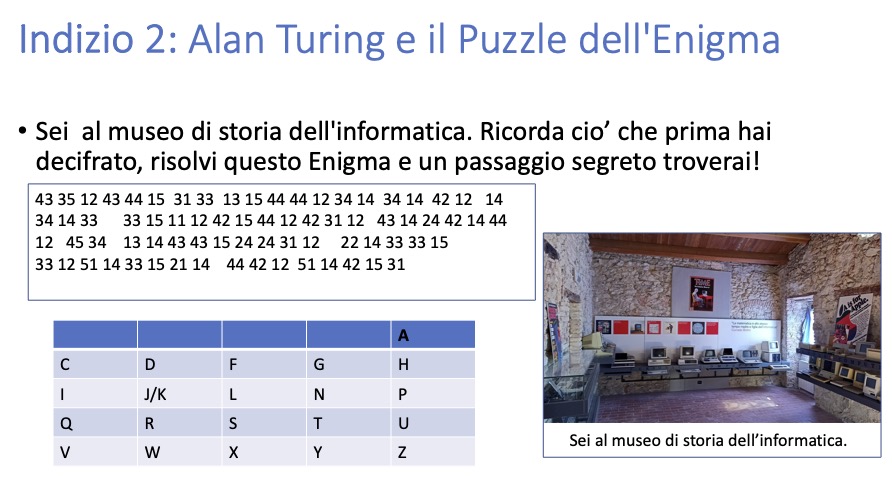 Indizio 2: Alan Turing e il Puzzle dell'Enigma
• Sei al museo di storia dell'informatica. Ricorda cio' che prima hai
decifrato, risolvi questo Enigma e un passaggio segreto troverai!
43 35 12 43 44 15 31 33 13 15 44 44 12 34 14 34 14 42 12 14
34 14 33 33 15 11 12 42 15 44 12 42 31 12 43 14 24 42 14 44
12 45 34 13 14 43 43 15 24 24 31 12 22 14 33 33 15
33 12 51 14 33 15 21 14 44 42 12 51 14 42 15 31
A
C D F G H
I J/K L N P
Q R S T U
V W X Y Z
Sei al museo di storia dell'informatica.